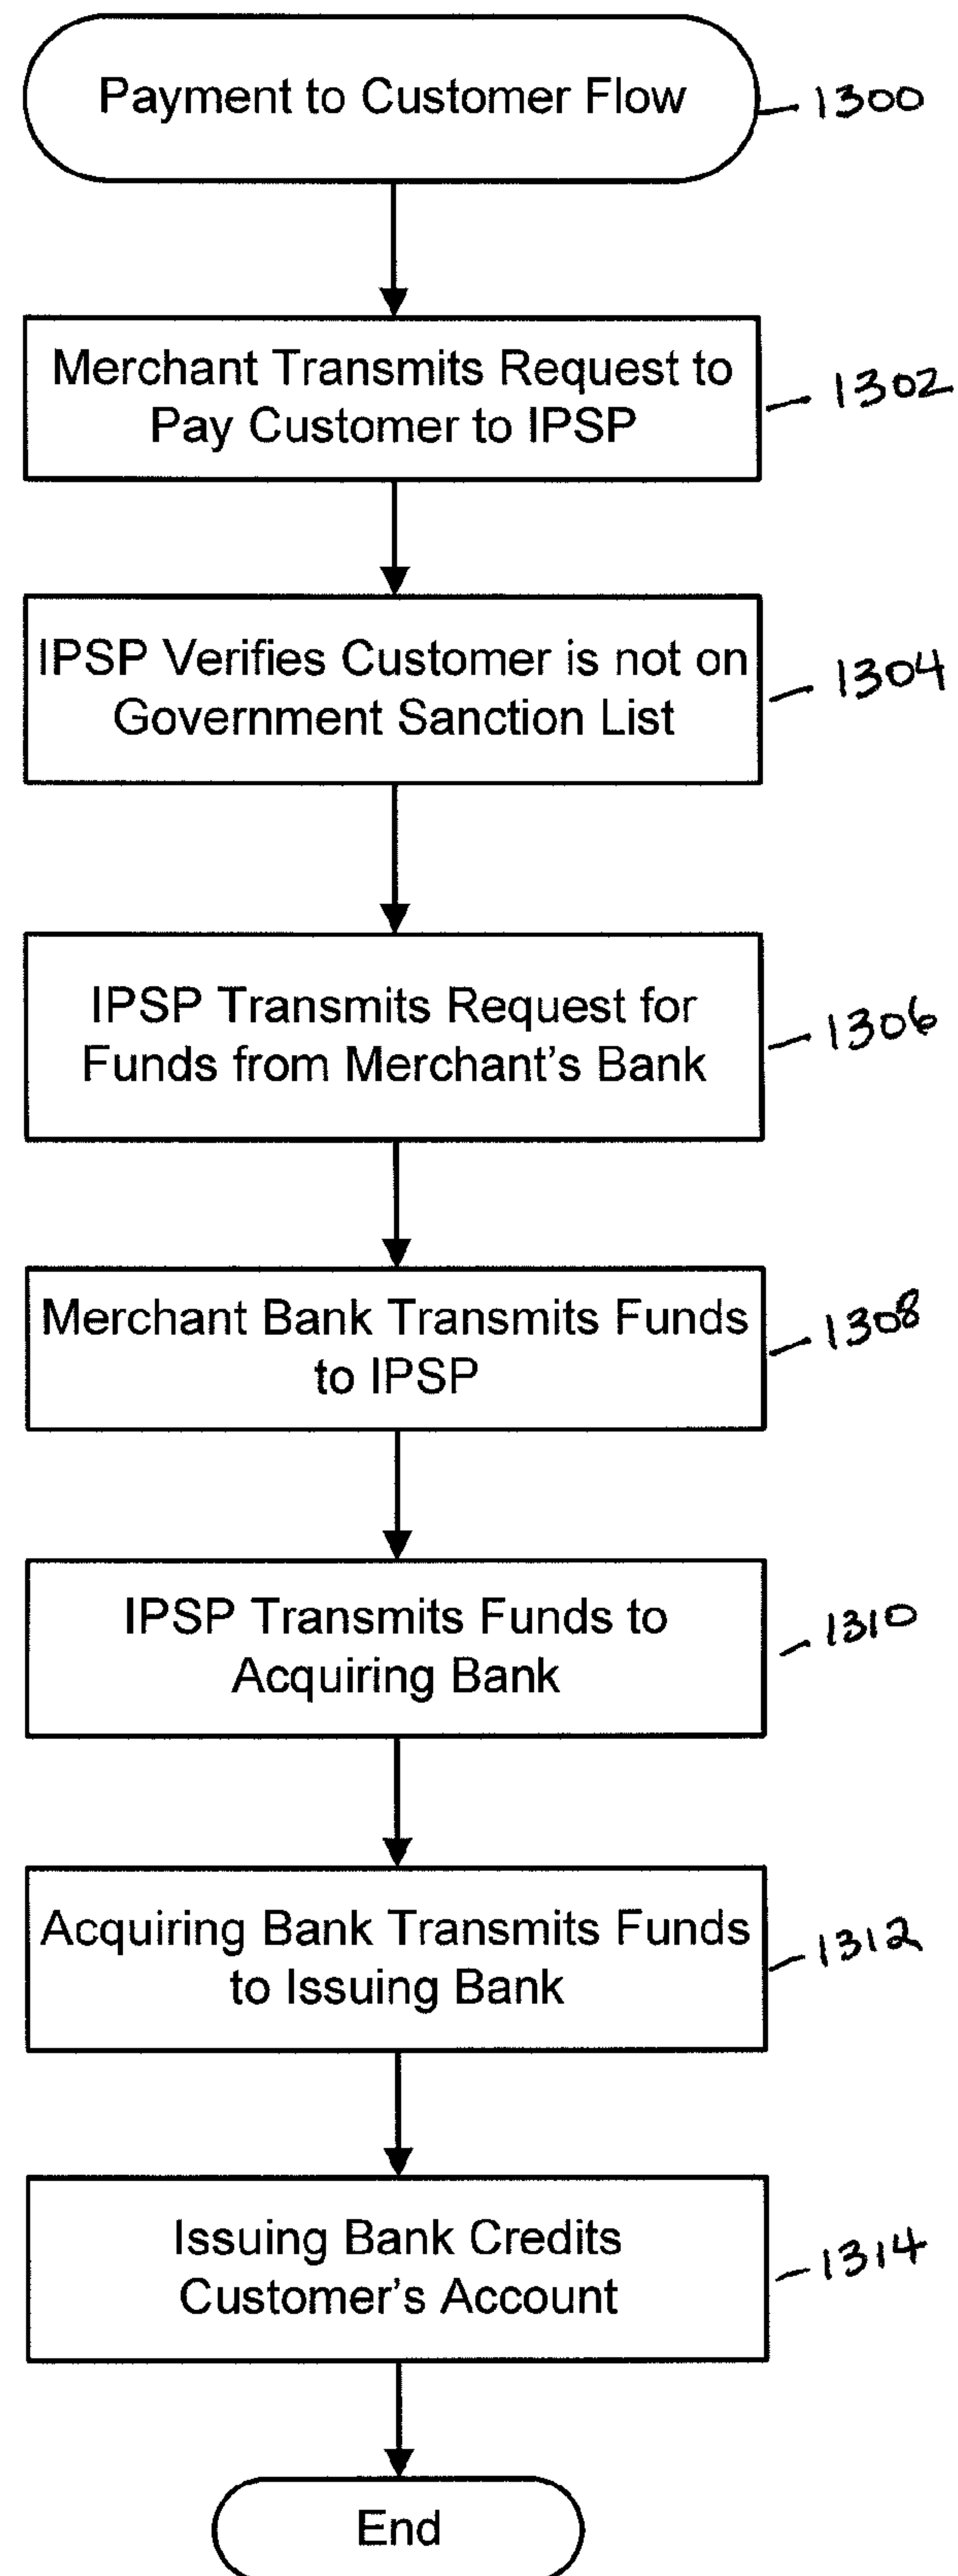 Payment to Customer Flow
1300
Merchant Transmits Request to
Pay Customer to IPSP
1302
IPSP Verifies Customer is not on
Government Sanction List
1304
IPSP Transmits Request for
Funds from Merchant's Bank
1306
Merchant Bank Transmits Funds
to IPSP
1308
IPSP Transmits Funds to
Acquiring Bank
1310
Acquiring Bank Transmits Funds
to Issuing Bank
1312
Issuing Bank Credits
Customer's Account
1314
End